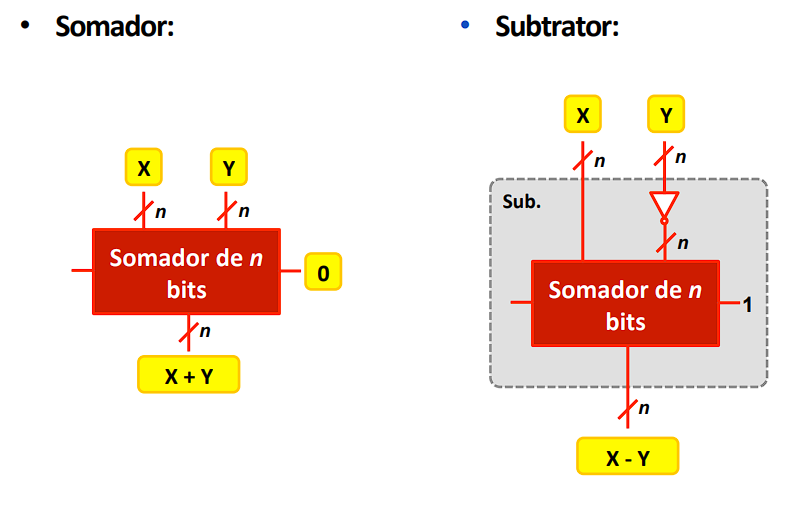 • Somador:
X
Y
n
n
Somador de n
bits
0
n
X + Y
• Subtrator:
X
Y
n
n
Sub.
n
Somador de n
bits
1
n
X - Y